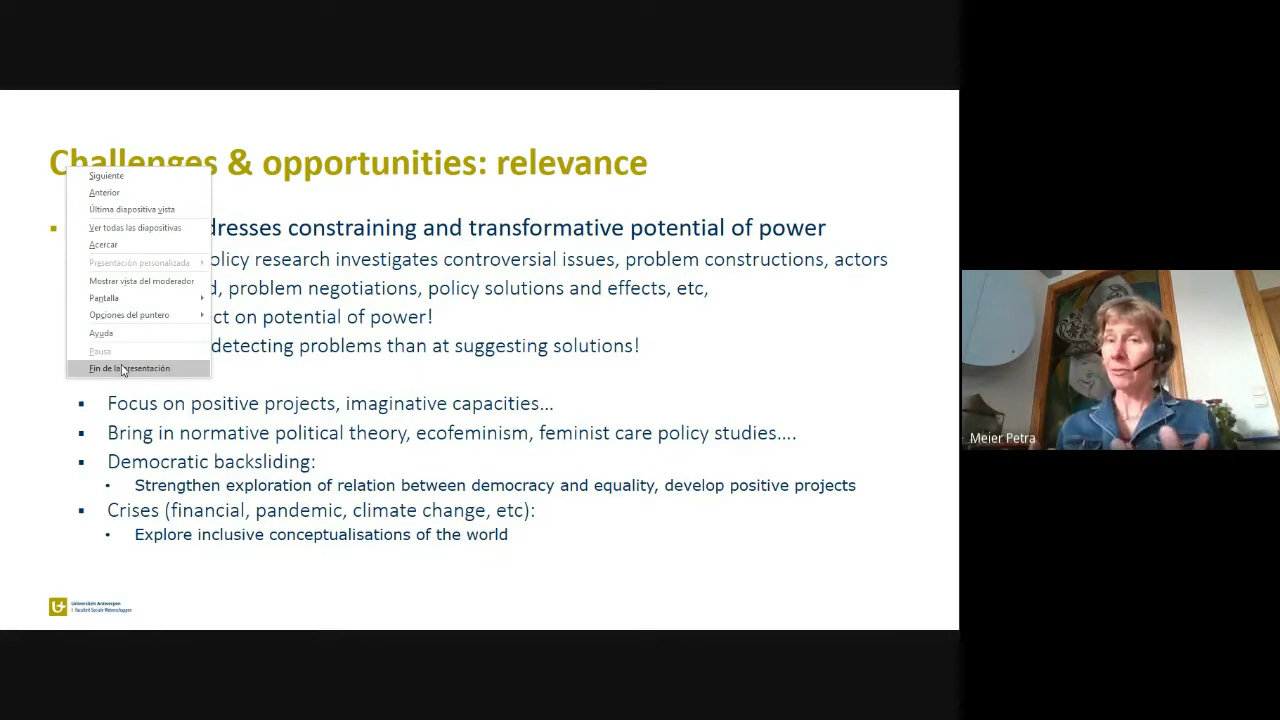 Challenges & opportunities: relevance
Siguiente
Anterior
Última diapositiva vista
Ver todas las diapositivas
Acercar
Presentación personalizada
Mostrar vista del moderador
Pantalla
Opciones del puntero
Ayuda
Pausa
Fin de la presentación
constraining and transformative potential of power
research investigates controversial issues, problem constructions, actors
problem negotiations, policy solutions and effects, etc,
on potential of power!
detecting problems than at suggesting solutions!
▪ Focus on positive projects, imaginative capacities...
▪ Bring in normative political theory, ecofeminism, feminist care policy studies....
▪ Democratic backsliding:
• Strengthen exploration of relation between democracy and equality, develop positive projects
▪ Crises (financial, pandemic, climate change, etc):
• Explore inclusive conceptualisations of the world
Universiteit Antwerpen
Faculteit Sociale Wetenschappen
Meier Petra